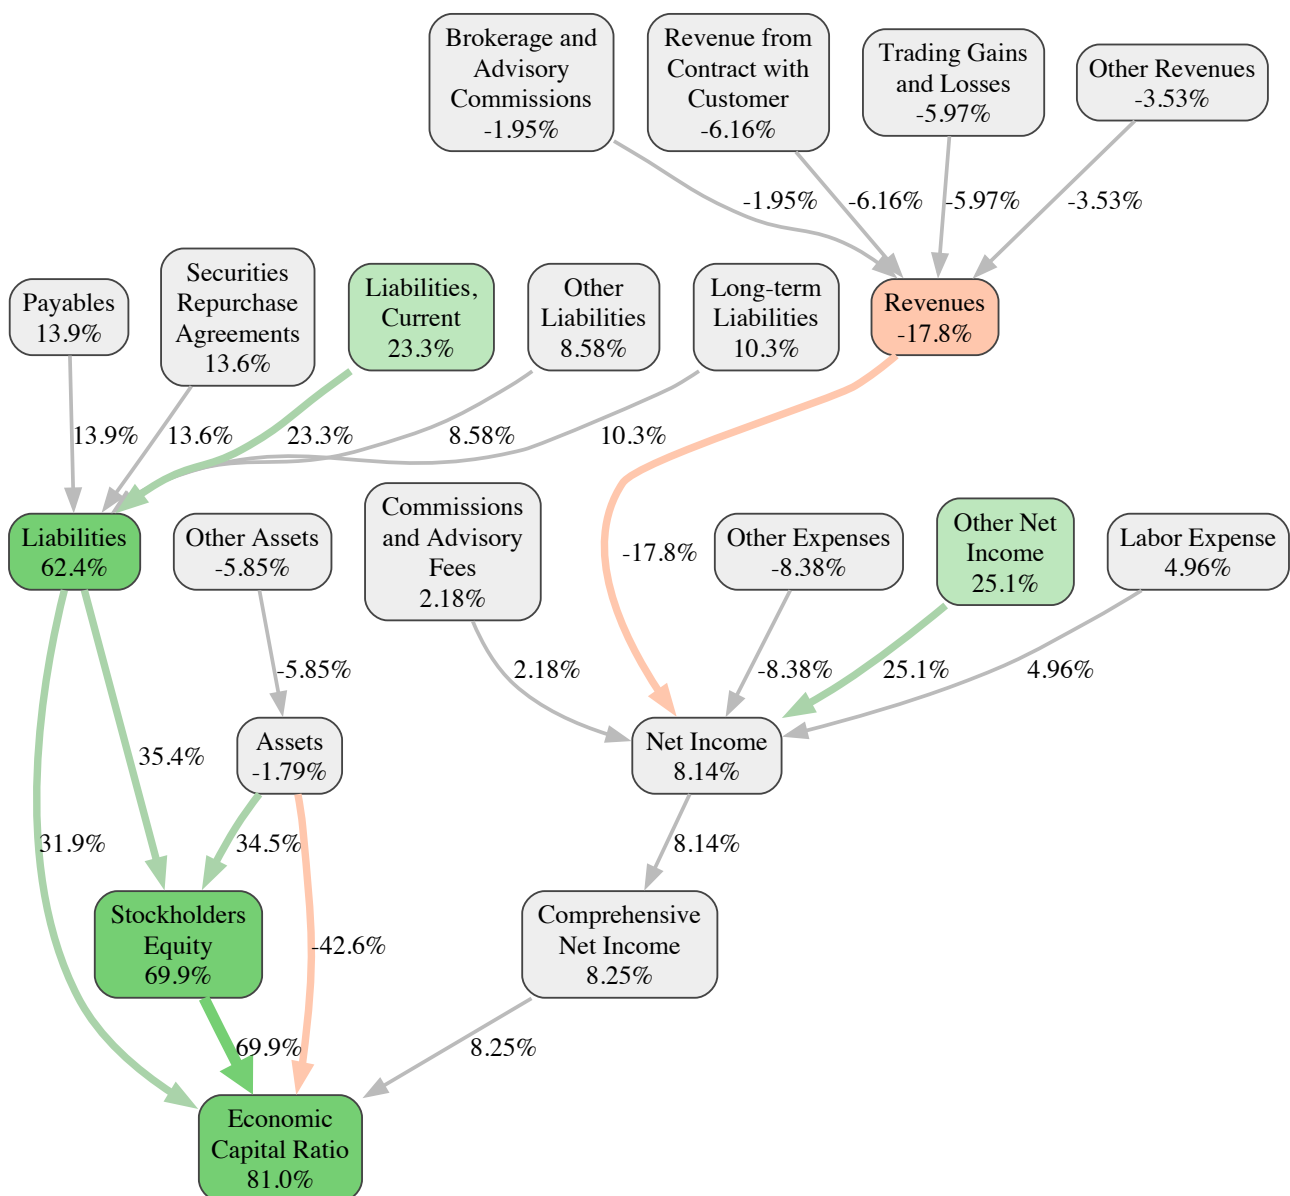 Brokerage and
Advisory
Commissions
-1.95%
Revenue from
Contract with
Customer
-6.16%
Trading Gains
and Losses
-5.97%
Other Revenues
-3.53%
-1.95%
-6.16%
-5.97%
-3.53%
Payables
13.9%
Securities
Repurchase
Agreements
13.6%
Liabilities,
Current
23.3%
Other
Liabilities
8.58%
Long-term
Liabilities
10.3%
Revenues
-17.8%
13.9%
13.6%
23.3%
8.58%
10.3%
Liabilities
62.4%
Other Assets
-5.85%
Commissions
and Advisory
Fees
2.18%
-17.8%
Other Expenses
-8.38%
Other Net
Income
25.1%
Labor Expense
4.96%
-5.85%
2.18%
-8.38%
25.1%
4.96%
35.4%
Assets
-1.79%
Net Income
8.14%
31.9%
34.5%
8.14%
Stockholders
Equity
69.9%
-42.6%
Comprehensive
Net Income
8.25%
69.9%
8.25%
Economic
Capital Ratio
81.0%